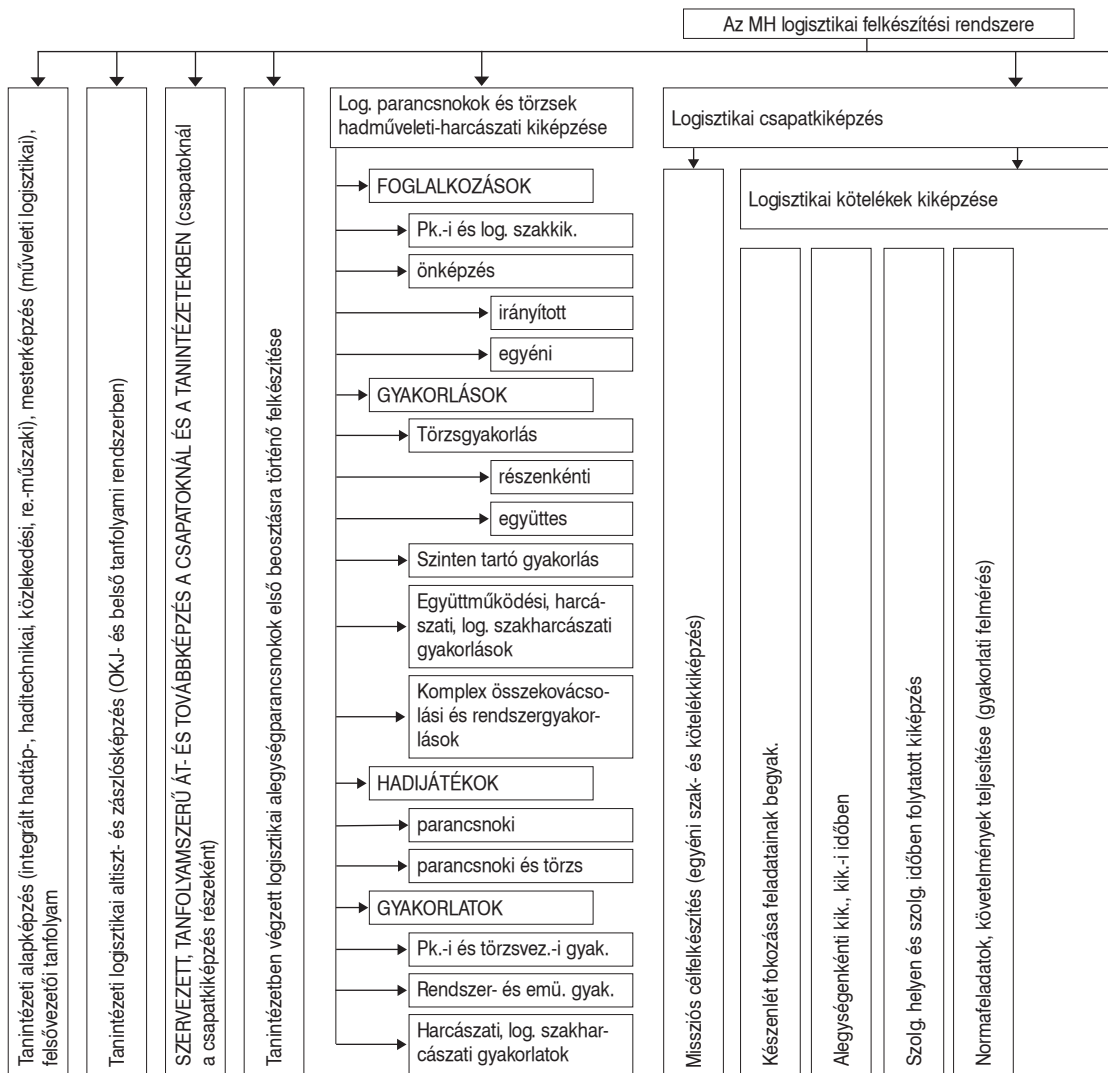 Az MH logisztikai felkészítési rendszere
Tanintézeti alapképzés (integrált hadtáp-, haditechnikai, közlekedési, re.-műszaki), mesterképzés (műveleti logisztikai),
felsővezetői tanfolyam
Tanintézeti logisztikai altiszt- és zászlósképzés (OKJ- és belső tanfolyami rendszerben)
SZERVEZETT, TANFOLYAMSZERŰ ÁT- ÉS TOVÁBBKÉPZÉS A CSAPATOKNÁL ÉS A TANINTÉZETEKBEN (csapatoknál
a csapatkiképzés részeként)
Tanintézetben végzett logisztikai alegységparancsnokok első beosztásra történő felkészítése
Log. parancsnokok és törzsek
hadműveleti-harcászati kiképzése
FOGLALKOZÁSOK
Pk.-i és log. szakkik.
önképzés
irányított
egyéni
GYAKORLÁSOK
Törzsgyakorlás
részenkénti
együttes
Szinten tartó gyakorlás
Együttműködési, harcá-
szati, log. szakharcászati
gyakorlások
Komplex összekovácso-
lási és rendszergyakor-
lások
HADIJÁTÉKOK
parancsnoki
parancsnoki és törzs
GYAKORLATOK
Pk.-i és törzsvez.-i gyak.
Rendszer- és emü. gyak.
Harcászati, log. szakhar-
cászati gyakorlatok
Logisztikai csapatkiképzés
Missziós célfelkészítés (egyéni szak- és kötelékkiképzés)
Logisztikai kötelékek kiképzése
Készenlét fokozása feladatainak begyak.
Alegységenkénti kik., kik.-i időben
Szolg. helyen és szolg. időben folytatott kiképzés
Normafeladatok, követelmények teljesítése (gyakorlati felmérés)